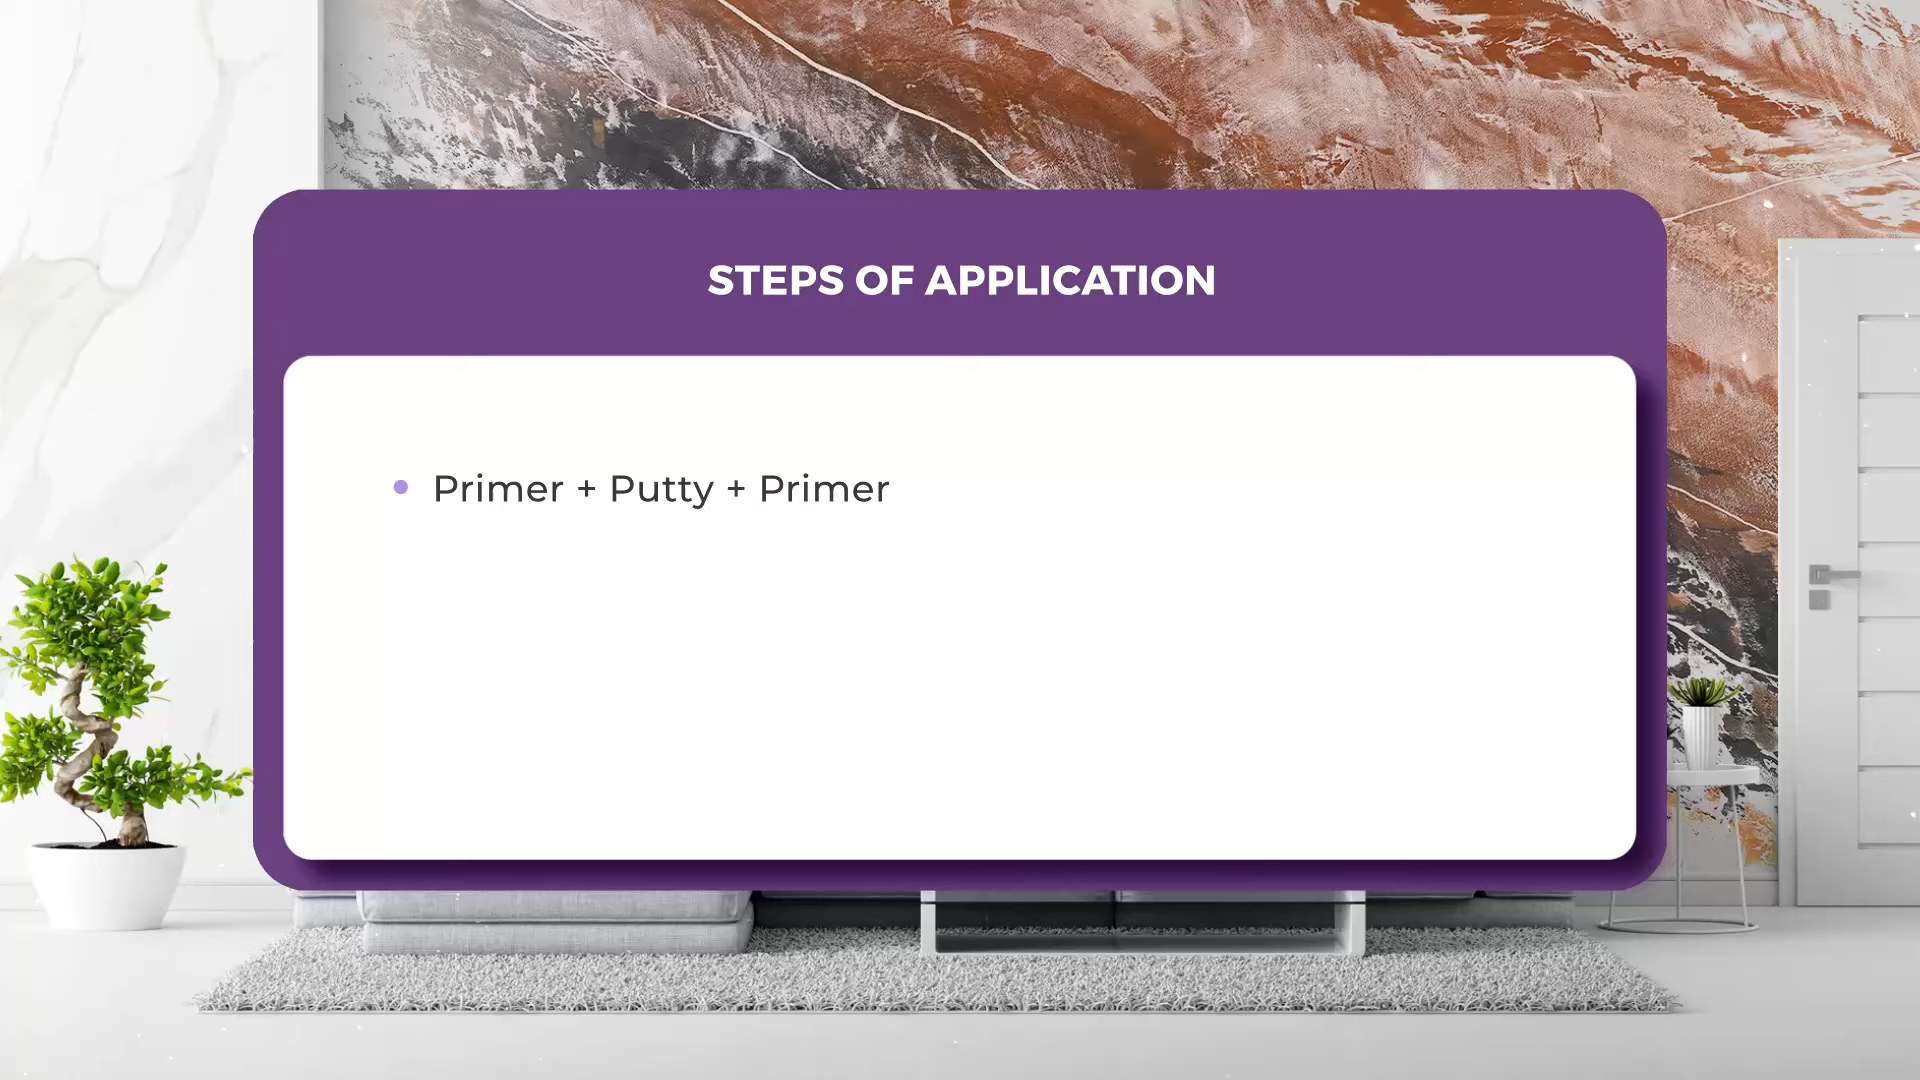 STEPS OF APPLICATION
• Primer + Putty + Primer